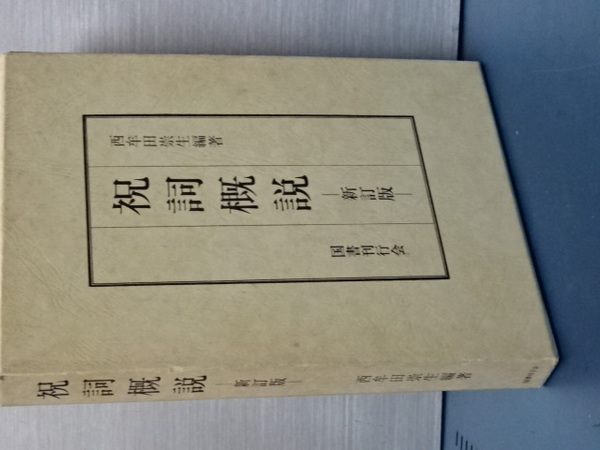 西牟田崇生編著
祝詞概説
―新訂版―
国書刊行会
祝詞概説
―新訂版―
西牟田崇生編著